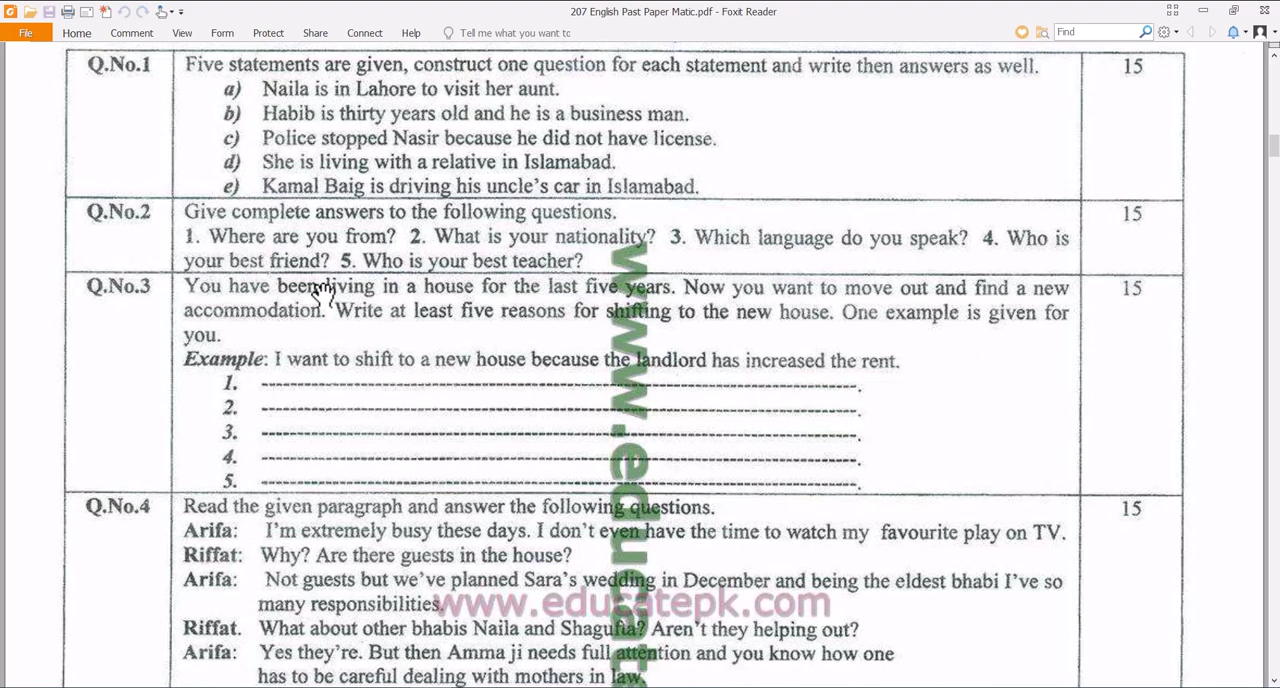 207 English Past Paper Matic.pdf - Foxit Reader
File Home Comment View Form Protect Share Connect Help Tell me what you want tc Find
Q.No.1 Five statements are given, construct one question for each statement and write then answers as well. 15
a) Naila is in Lahore to visit her aunt.
b) Habib is thirty years old and he is a business man.
c) Police stopped Nasir because he did not have license.
d) She is living with a relative in Islamabad.
e) Kamal Baig is driving his uncle's car in Islamabad.
Q.No.2 Give complete answers to the following questions. 15
1. Where are you from? 2. What is your nationality? 3. Which language do you speak? 4. Who is
your best friend? 5. Who is your best teacher?
Q.No.3 You have been living in a house for the last five years. Now you want to move out and find a new 15
accommodation. Write at least five reasons for shifting to the new house. One example is given for
you.
Example: I want to shift to a new house because the landlord has increased the rent.
1.
2.
3.
4.
5.
Q.No.4 Read the given paragraph and answer the following questions. 15
Arifa: I'm extremely busy these days. I don't even have the time to watch my favourite play on TV.
Riffat: Why? Are there guests in the house?
Arifa: Not guests but we've planned Sara's wedding in December and being the eldest bhabi I've so
many responsibilities.
www.educatepk.com
Riffat. What about other bhabis Naila and Shagufta? Aren't they helping out?
Arifa: Yes they're. But then Amma ji needs full attention and you know how one
has to be careful dealing with mothers in law.
www.educat